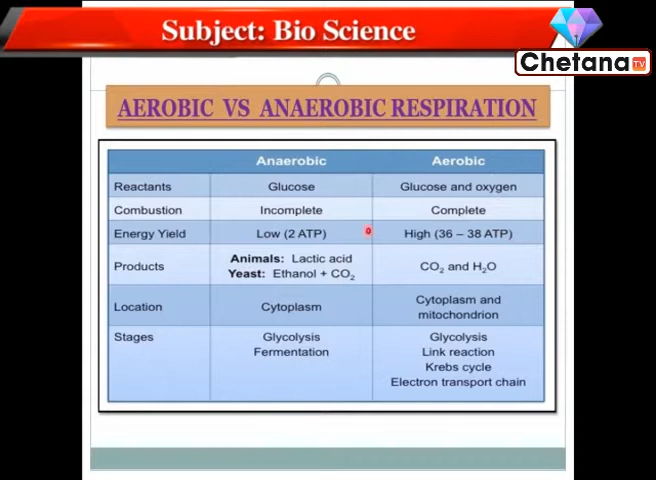 Subject: Bio Science
Chetana TV
AEROBIC VS ANAEROBIC RESPIRATION
Anaerobic Aerobic
Reactants Glucose Glucose and oxygen
Combustion Incomplete Complete
Energy Yield Low (2 ATP) High (36 – 38 ATP)
Products Animals: Lactic acid
Yeast: Ethanol + CO₂ CO₂ and H₂O
Location Cytoplasm Cytoplasm and
mitochondrion
Stages Glycolysis Glycolysis
Fermentation Link reaction
Krebs cycle
Electron transport chain